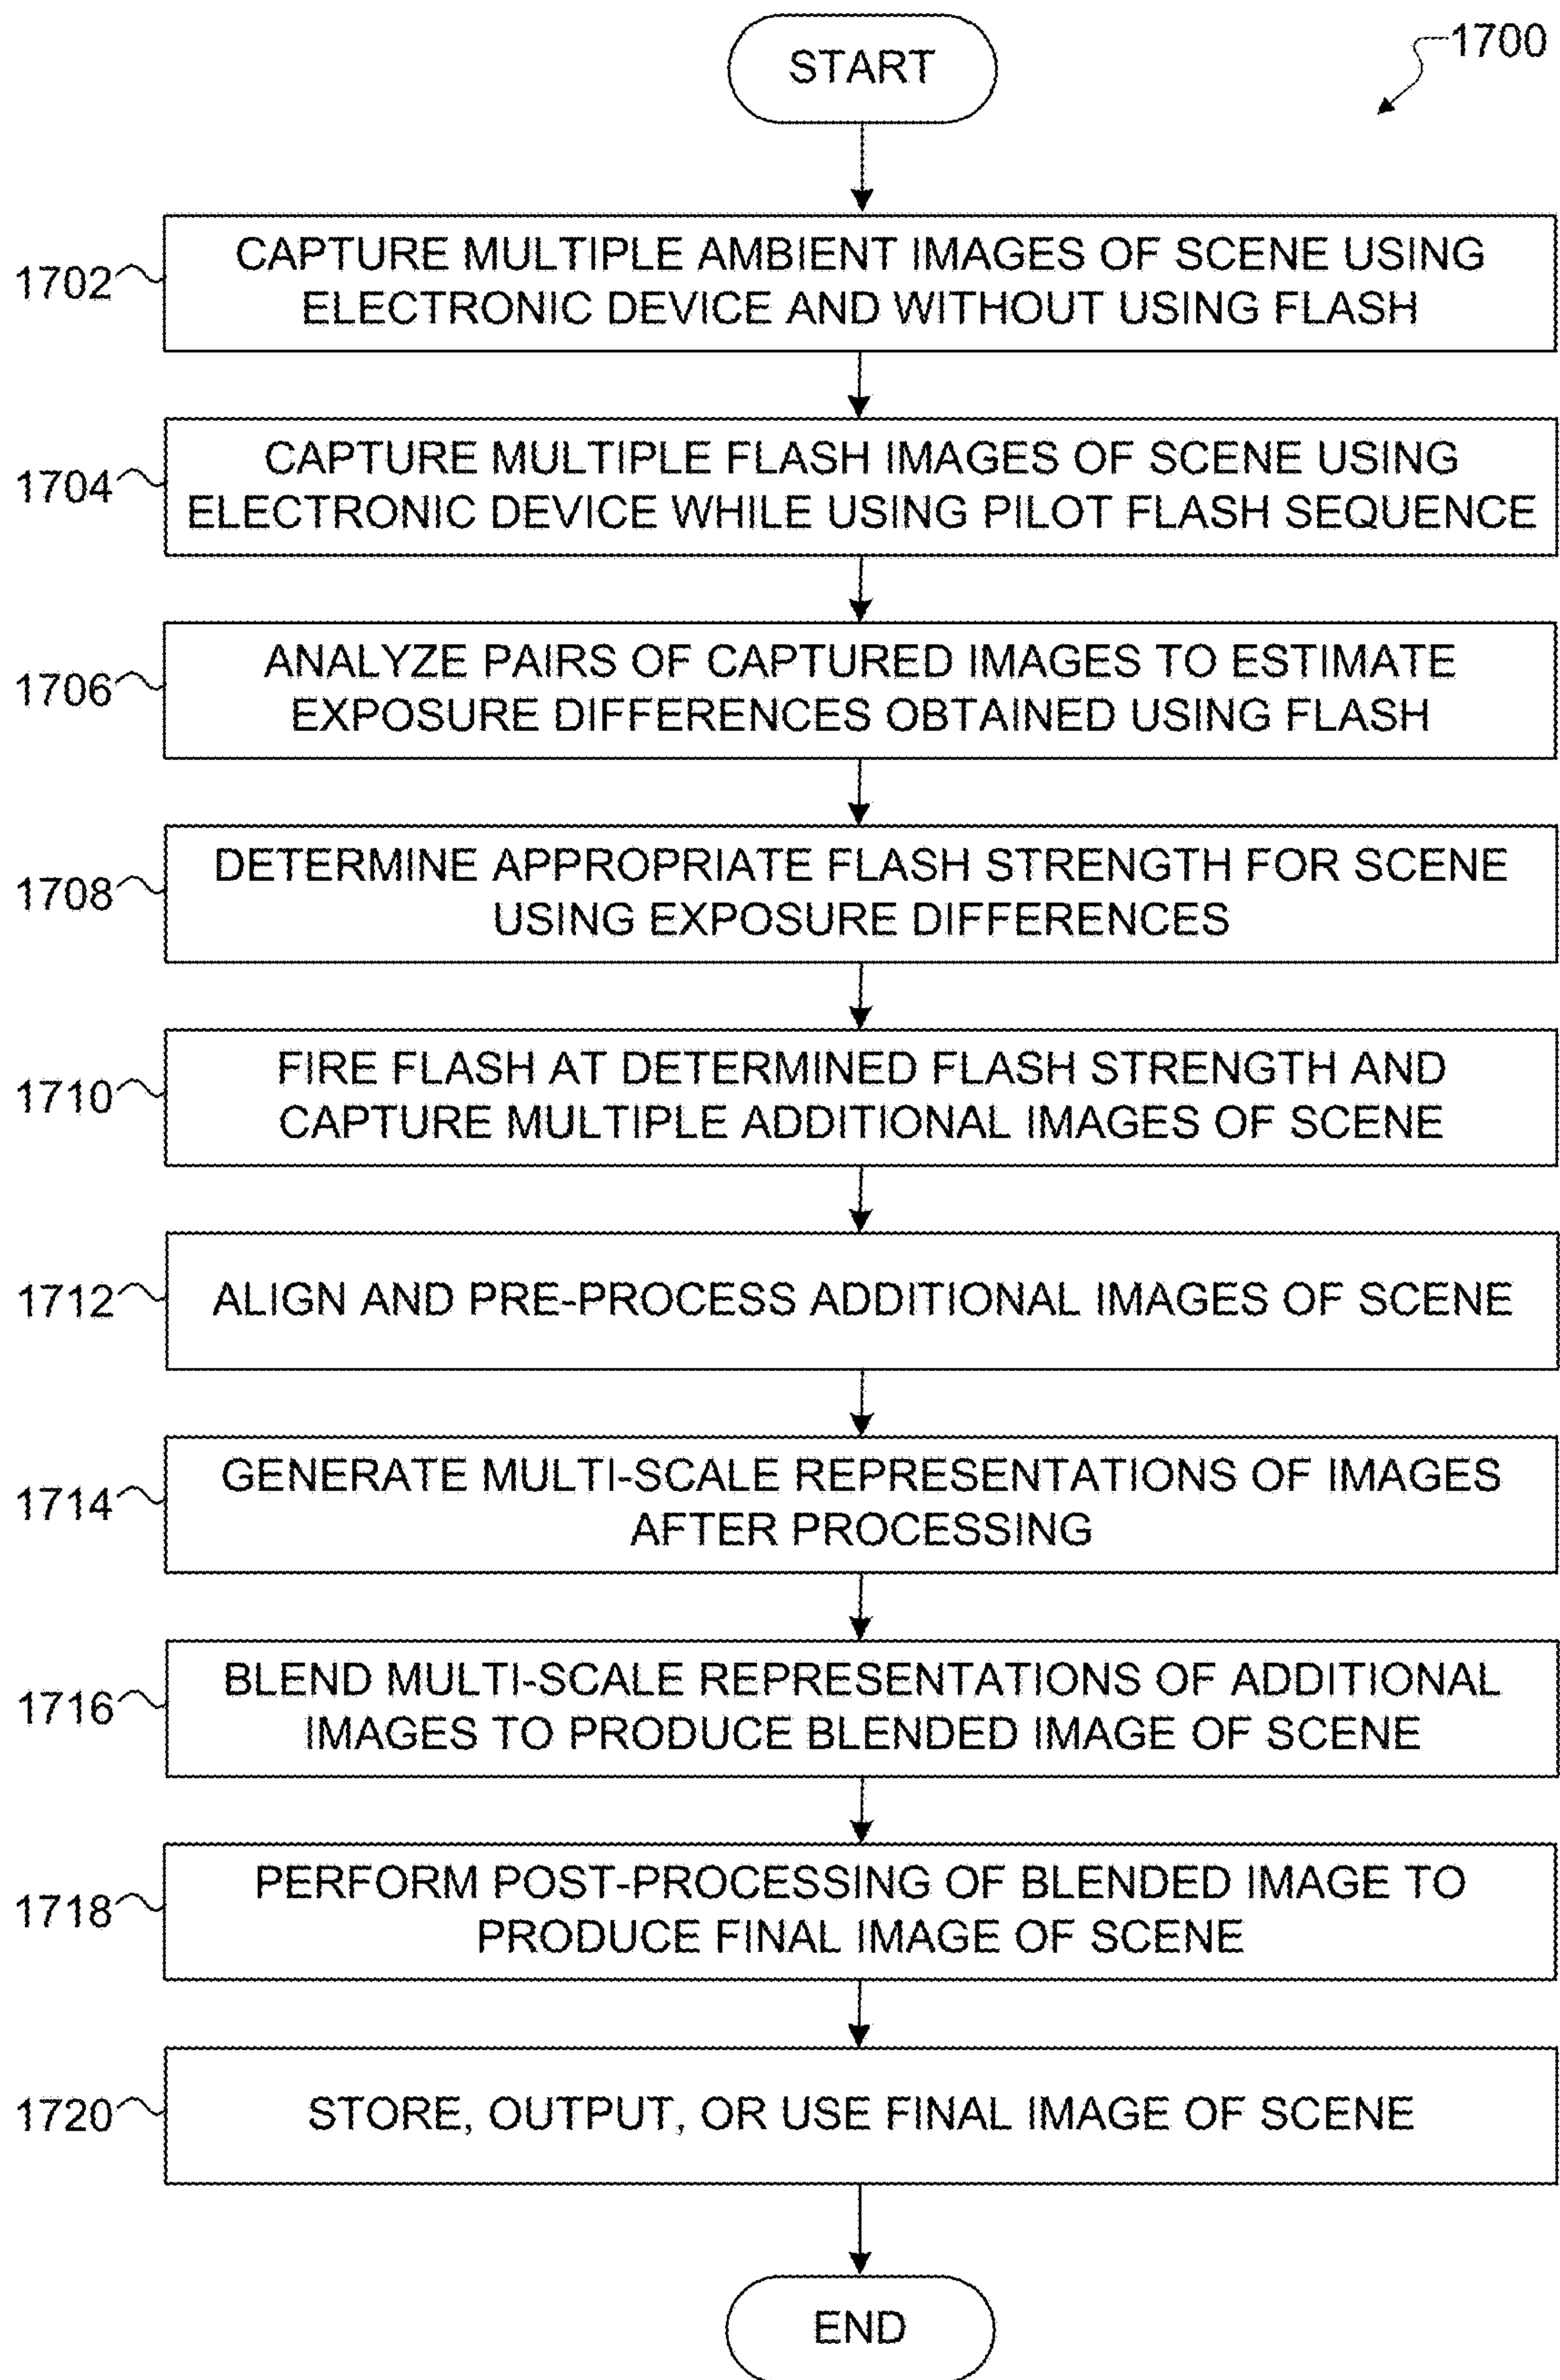 START
1700
1702
CAPTURE MULTIPLE AMBIENT IMAGES OF SCENE USING
ELECTRONIC DEVICE AND WITHOUT USING FLASH
1704
CAPTURE MULTIPLE FLASH IMAGES OF SCENE USING
ELECTRONIC DEVICE WHILE USING PILOT FLASH SEQUENCE
1706
ANALYZE PAIRS OF CAPTURED IMAGES TO ESTIMATE
EXPOSURE DIFFERENCES OBTAINED USING FLASH
1708
DETERMINE APPROPRIATE FLASH STRENGTH FOR SCENE
USING EXPOSURE DIFFERENCES
1710
FIRE FLASH AT DETERMINED FLASH STRENGTH AND
CAPTURE MULTIPLE ADDITIONAL IMAGES OF SCENE
1712
ALIGN AND PRE-PROCESS ADDITIONAL IMAGES OF SCENE
1714
GENERATE MULTI-SCALE REPRESENTATIONS OF IMAGES
AFTER PROCESSING
1716
BLEND MULTI-SCALE REPRESENTATIONS OF ADDITIONAL
IMAGES TO PRODUCE BLENDED IMAGE OF SCENE
1718
PERFORM POST-PROCESSING OF BLENDED IMAGE TO
PRODUCE FINAL IMAGE OF SCENE
1720
STORE, OUTPUT, OR USE FINAL IMAGE OF SCENE
END